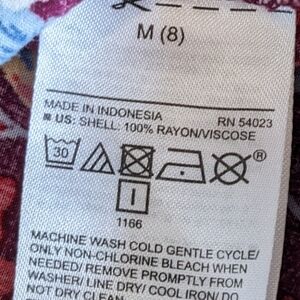 M (8)
MADE IN INDONESIA RN 54023
US: SHELL: 100% RAYON/VISCOSE
30
®
I
1166
MACHINE WASH COLD GENTLE CYCLE/
ONLY NON-CHLORINE BLEACH WHEN
NEEDED/ REMOVE PROMPTLY FROM
WASHER/ LINE DRY/ COOL IRON/ DO
NOT DRY CLEAN